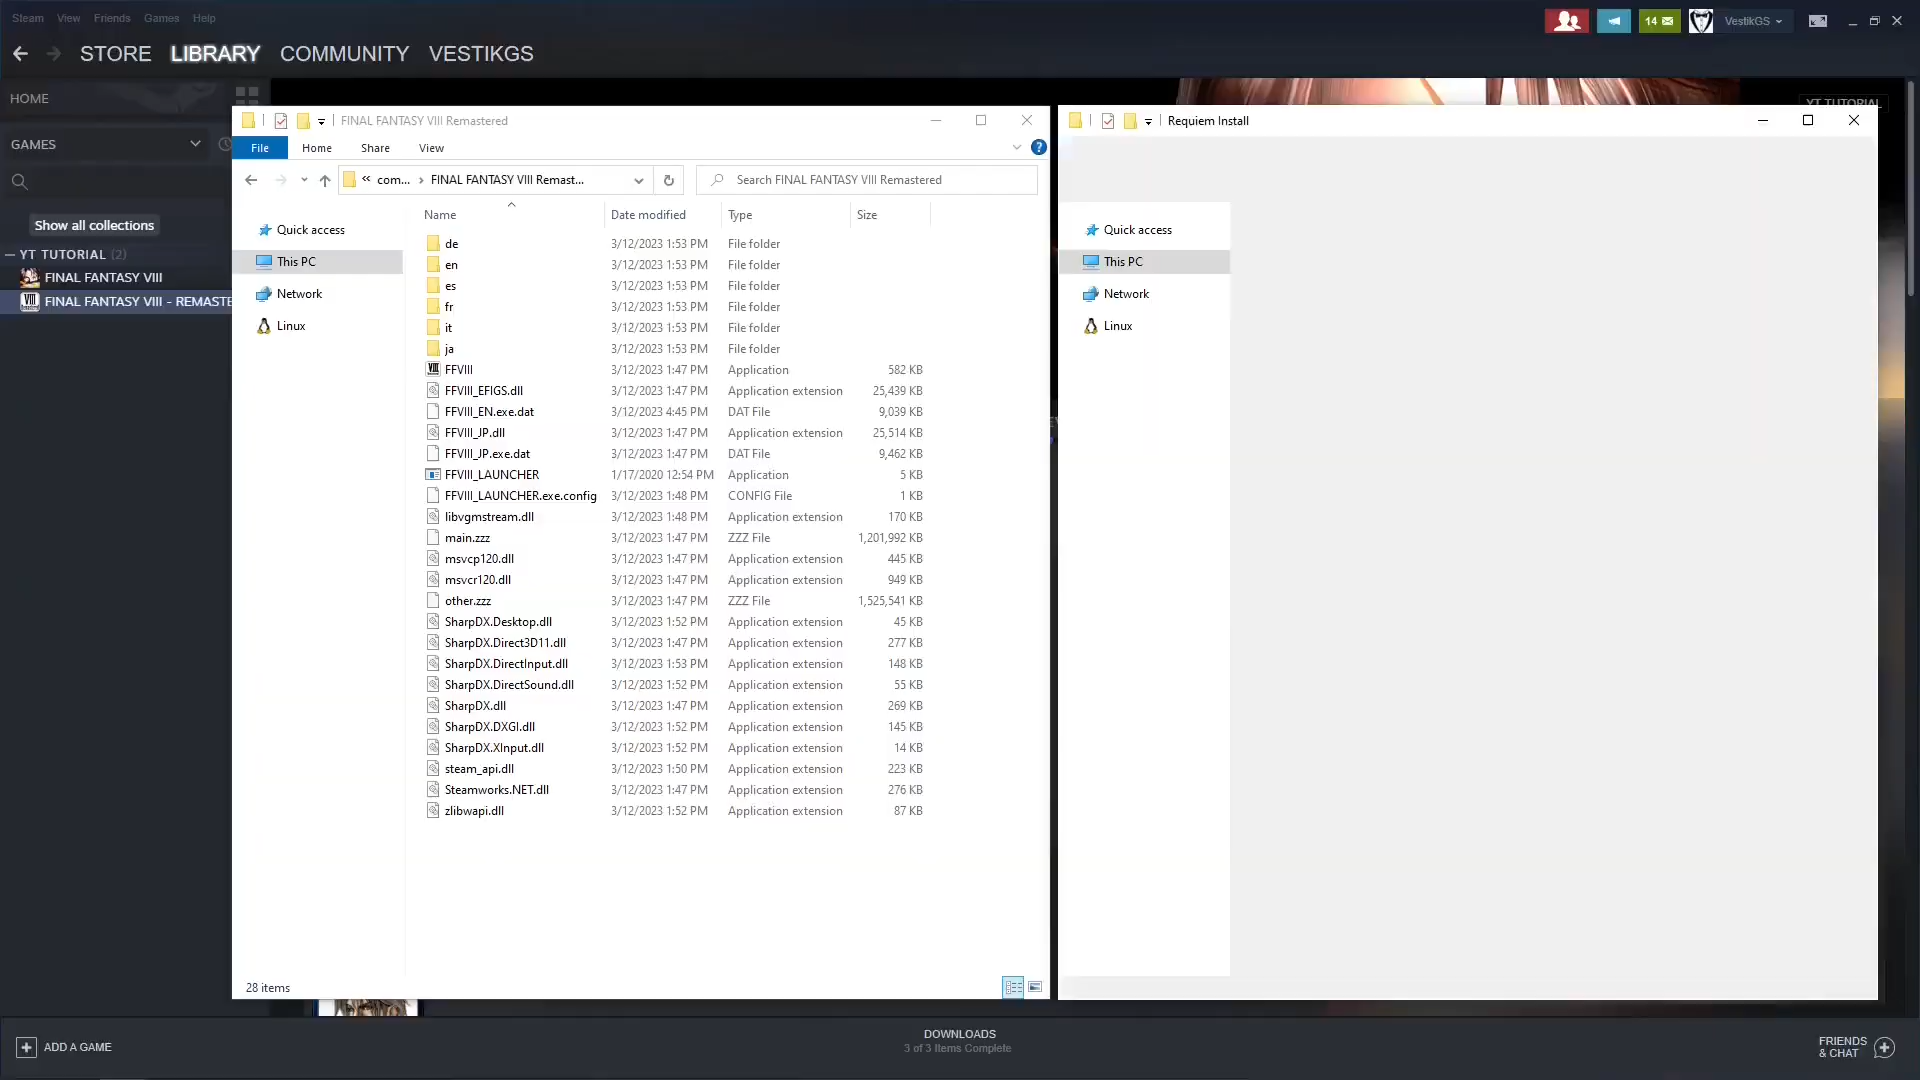 Steam View Friends Games Help
14
VestikGS
STORE LIBRARY COMMUNITY VESTIKGS
HOME
YT TUTORIAL
GAMES
Show all collections
YT TUTORIAL (2)
FINAL FANTASY VIII
FINAL FANTASY VIII - REMASTE
FINAL FANTASY VIII Remastered
File Home Share View
« com... › FINAL FANTASY VIII Remast...
Search FINAL FANTASY VIII Remastered
Quick access
This PC
Network
Linux
Name Date modified Type Size
de 3/12/2023 1:53 PM File folder
en 3/12/2023 1:53 PM File folder
es 3/12/2023 1:53 PM File folder
fr 3/12/2023 1:53 PM File folder
it 3/12/2023 1:53 PM File folder
ja 3/12/2023 1:53 PM File folder
FFVIII 3/12/2023 1:47 PM Application 582 KB
FFVIII_EFIGS.dll 3/12/2023 1:47 PM Application extension 25,439 KB
FFVIII_EN.exe.dat 3/12/2023 4:45 PM DAT File 9,039 KB
FFVIII_JP.dll 3/12/2023 1:47 PM Application extension 25,514 KB
FFVIII_JP.exe.dat 3/12/2023 1:47 PM DAT File 9,462 KB
FFVIII_LAUNCHER 1/17/2020 12:54 PM Application 5 KB
FFVIII_LAUNCHER.exe.config 3/12/2023 1:48 PM CONFIG File 1 KB
libvgmstream.dll 3/12/2023 1:48 PM Application extension 170 KB
main.zzz 3/12/2023 1:47 PM ZZZ File 1,201,992 KB
msvcp120.dll 3/12/2023 1:47 PM Application extension 445 KB
msvcr120.dll 3/12/2023 1:47 PM Application extension 949 KB
other.zzz 3/12/2023 1:47 PM ZZZ File 1,525,541 KB
SharpDX.Desktop.dll 3/12/2023 1:52 PM Application extension 45 KB
SharpDX.Direct3D11.dll 3/12/2023 1:47 PM Application extension 277 KB
SharpDX.DirectInput.dll 3/12/2023 1:53 PM Application extension 148 KB
SharpDX.DirectSound.dll 3/12/2023 1:52 PM Application extension 55 KB
SharpDX.dll 3/12/2023 1:47 PM Application extension 269 KB
SharpDX.DXGI.dll 3/12/2023 1:52 PM Application extension 145 KB
SharpDX.XInput.dll 3/12/2023 1:52 PM Application extension 14 KB
steam_api.dll 3/12/2023 1:50 PM Application extension 223 KB
Steamworks.NET.dll 3/12/2023 1:47 PM Application extension 276 KB
zlibwapi.dll 3/12/2023 1:52 PM Application extension 87 KB
28 items
Requiem Install
Quick access
This PC
Network
Linux
ADD A GAME
DOWNLOADS
3 of 3 Items Complete
FRIENDS
& CHAT